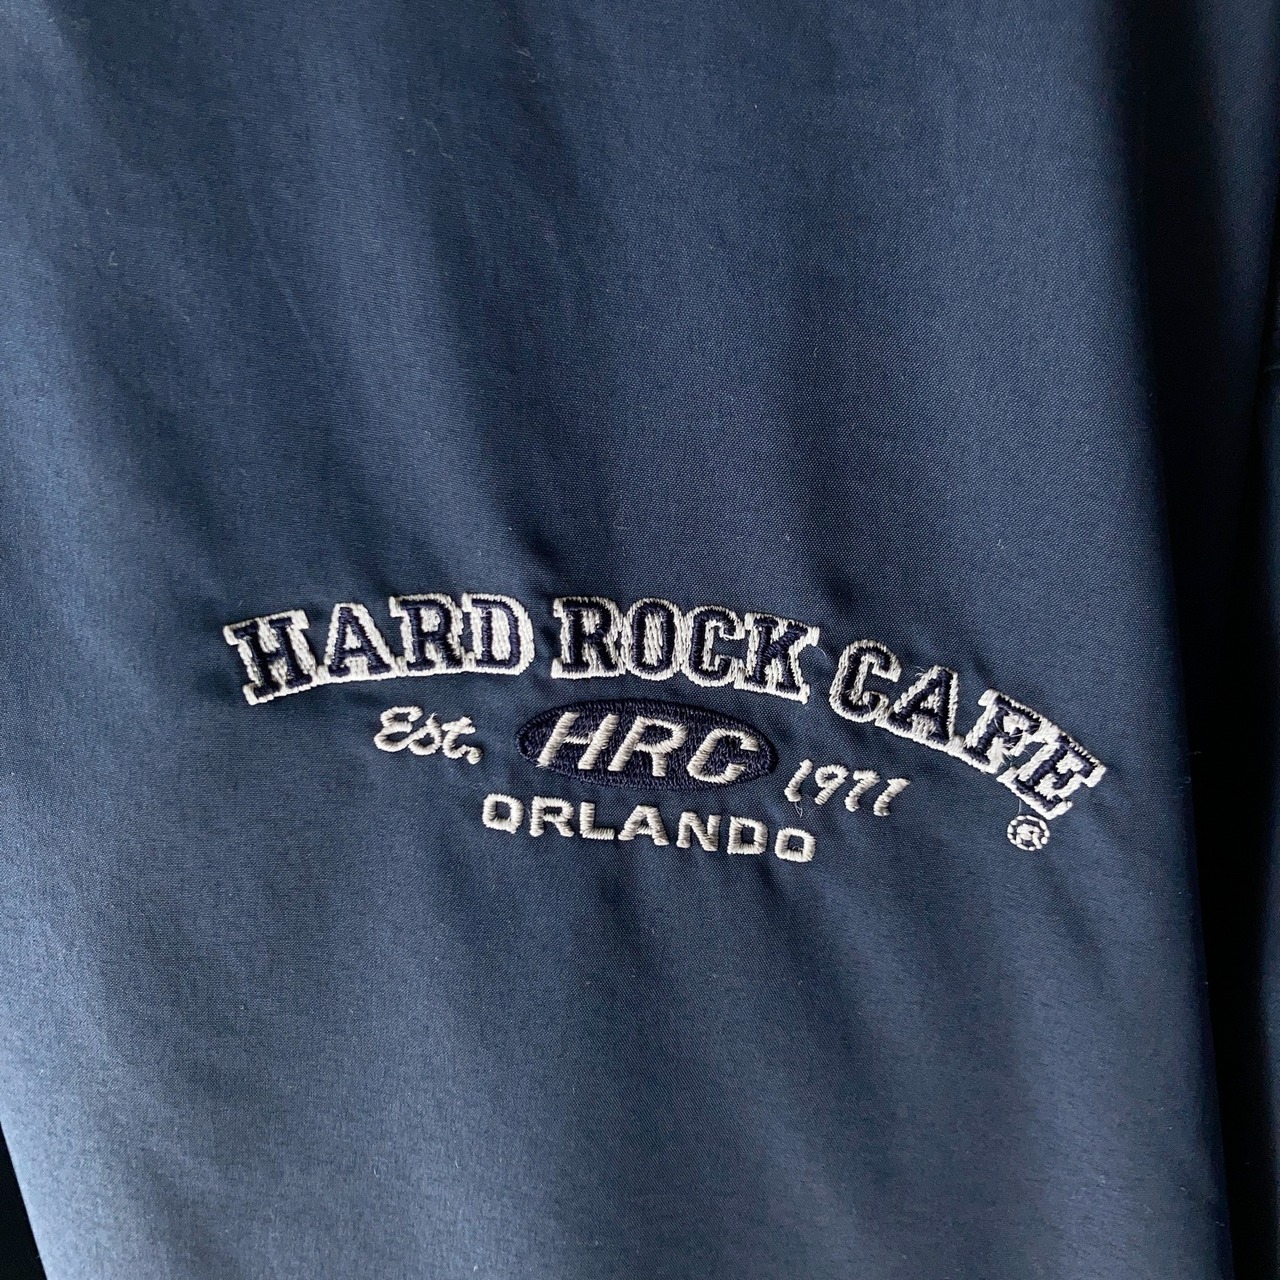 HARD ROCK CAFE
Est. HRC 1971
ORLANDO
®